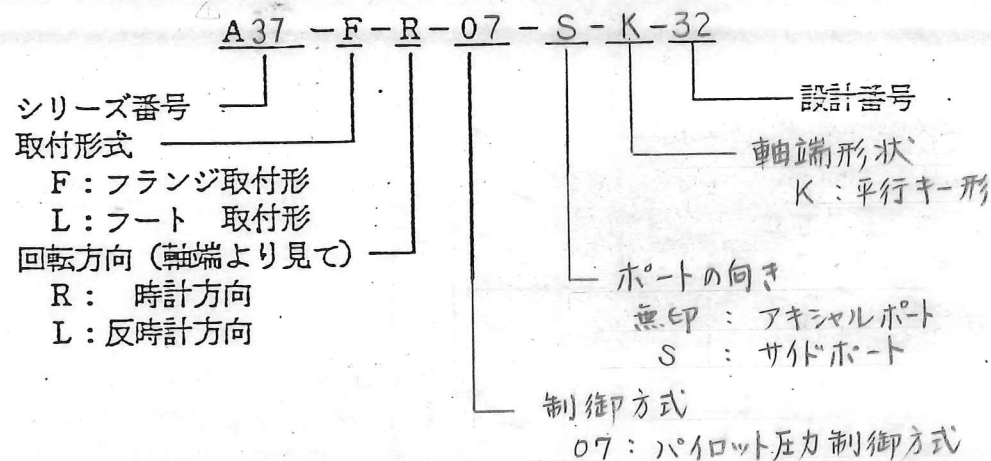 A37-F-R-07-S-K-32
シリーズ番号
取付形式
F:フランジ取付形
L:フート 取付形
回転方向(軸端より見て)
R: 時計方向
L:反時計方向
設計番号
軸端形状
K:平行キー形
ポートの向き
無印:アキシャルポート
S:サイドポート
制御方式
07:パイロット圧力制御方式